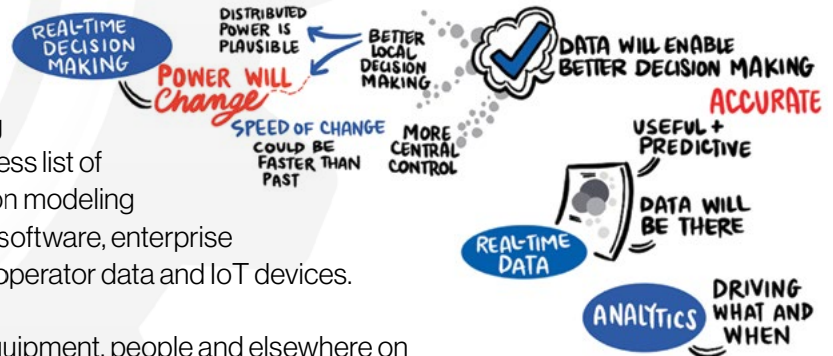 REAL-TIME
DECISION
MAKING
POWER WILL
Change
DISTRIBUTED
POWER IS
PLAUSIBLE
BETTER
LOCAL
DECISION
MAKING
SPEED OF CHANGE
COULD BE
FASTER THAN
PAST
MORE
CENTRAL
CONTROL
DATA WILL ENABLE
BETTER DECISION MAKING
ACCURATE
USEFUL +
PREDICTIVE
DATA WILL
BE THERE
REAL-TIME
DATA
ANALYTICS
DRIVING
WHAT AND
WHEN
ess list of
on modeling
software, enterprise
operator data and IoT devices.
quipment, people and elsewhere on